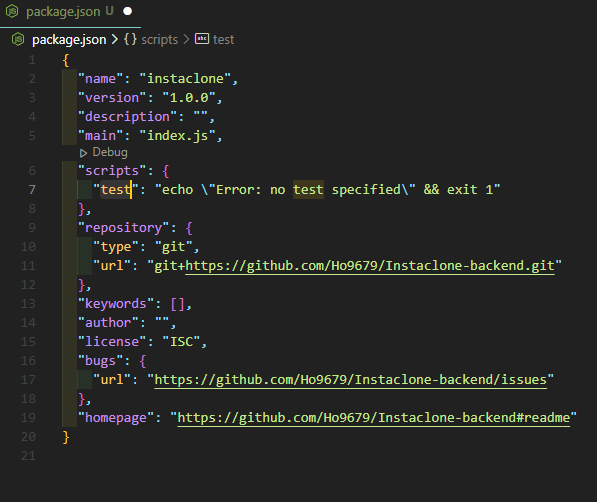 package.json U ●
package.json > {} scripts > abc test
1 {
2 "name": "instaclone",
3 "version": "1.0.0",
4 "description": "",
5 "main": "index.js",
Debug
6 "scripts": {
7 "test": "echo \"Error: no test specified\" && exit 1"
8 },
9 "repository": {
10 "type": "git",
11 "url": "git+https://github.com/Ho9679/Instaclone-backend.git"
12 },
13 "keywords": [],
14 "author": "",
15 "license": "ISC",
16 "bugs": {
17 "url": "https://github.com/Ho9679/Instaclone-backend/issues"
18 },
19 "homepage": "https://github.com/Ho9679/Instaclone-backend#readme"
20 }
21